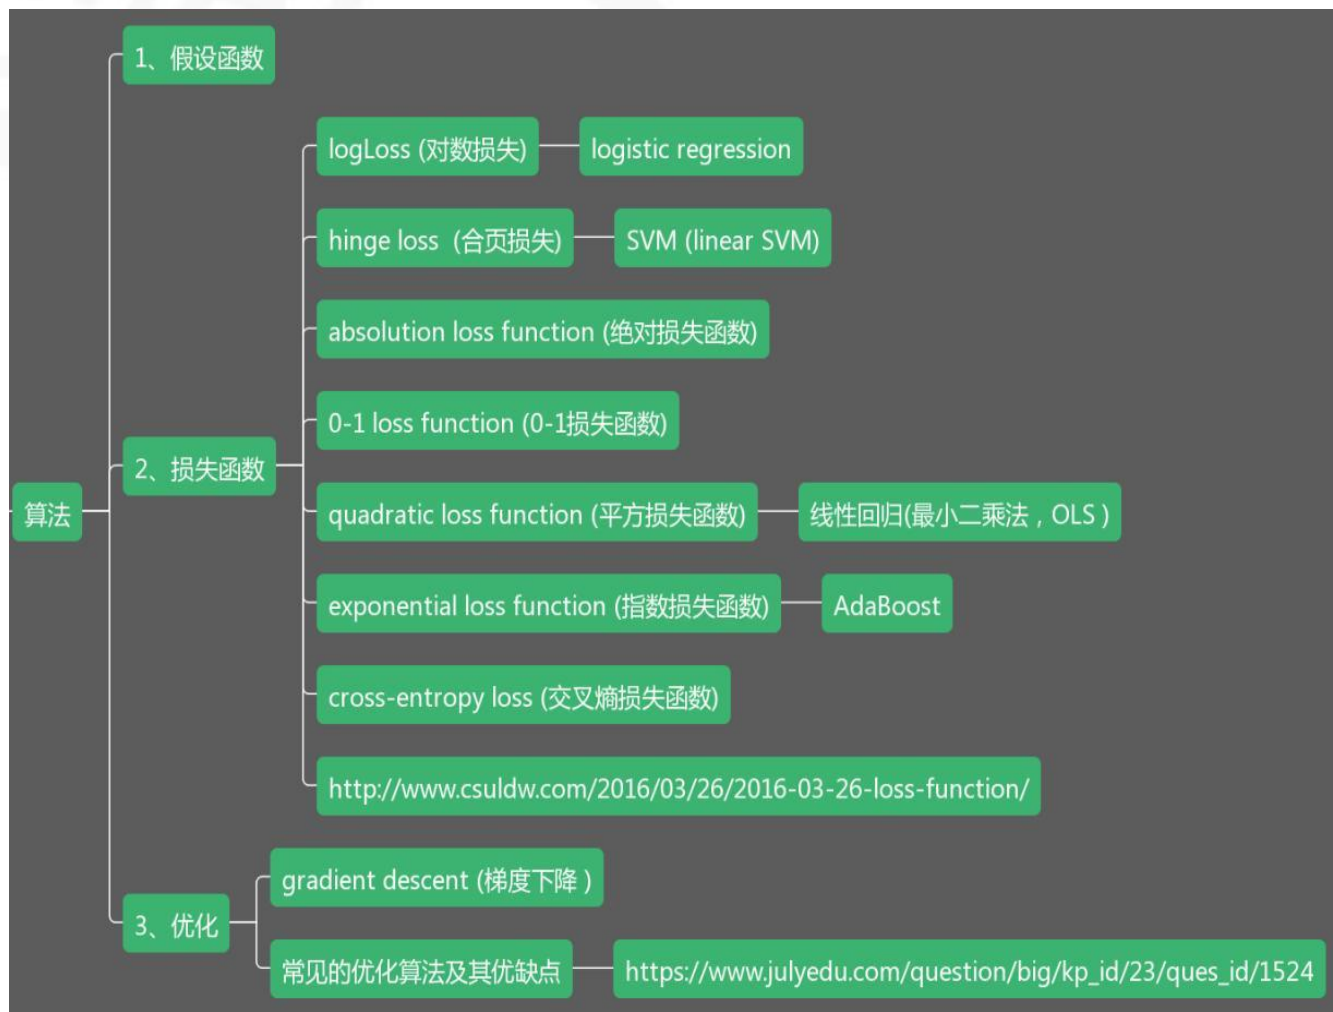 1、假设函数
logLoss (对数损失)
logistic regression
hinge loss  (合页损失)
SVM (linear SVM)
absolution loss function (绝对损失函数)
0-1 loss function (0-1损失函数)
2、损失函数
算法
quadratic loss function (平方损失函数)
线性回归(最小二乘法，OLS )
exponential loss function (指数损失函数)
AdaBoost
cross-entropy loss (交叉熵损失函数)
http://www.csuldw.com/2016/03/26/2016-03-26-loss-function/
3、优化
gradient descent (梯度下降 )
常见的优化算法及其优缺点
https://www.julyedu.com/question/big/kp_id/23/ques_id/1524